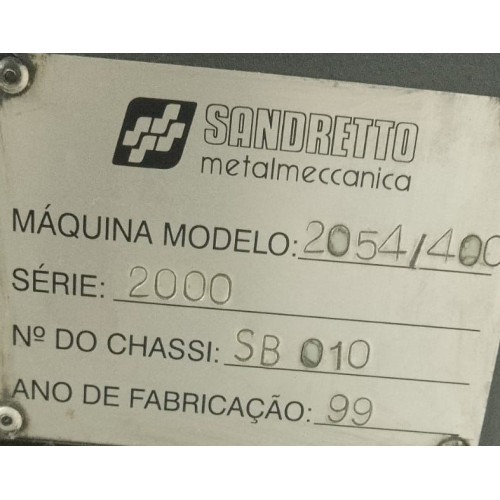 SANDRETTO
metalmeccanica
MÁQUINA MODELO: 2054/400
SÉRIE: 2000
Nº DO CHASSI: SB 010
ANO DE FABRICAÇÃO: 99